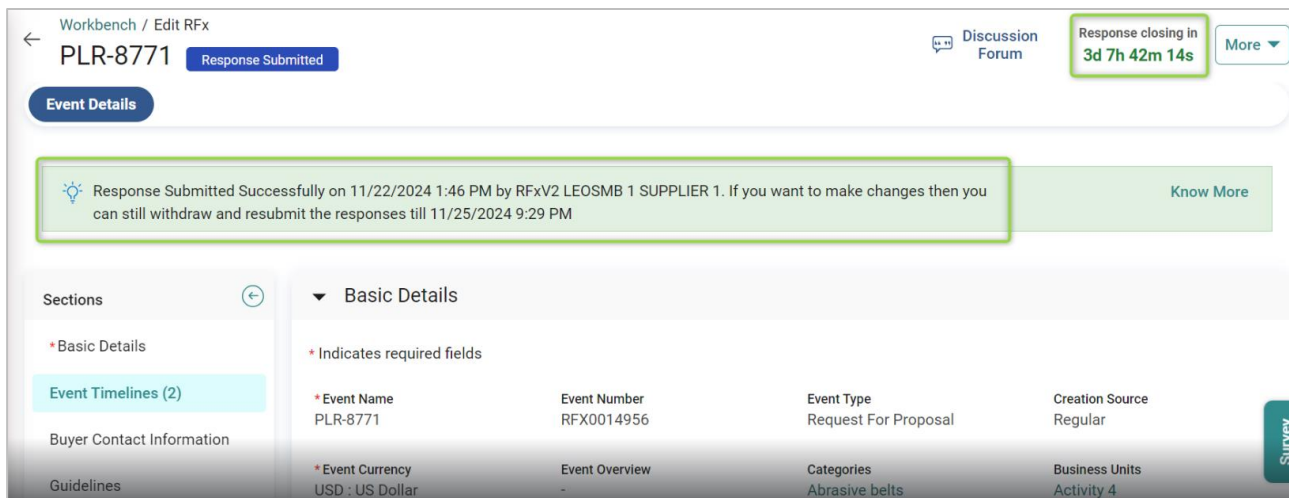 Workbench / Edit RFx
PLR-8771
Response Submitted
Discussion
Forum
Response closing in
3d 7h 42m 14s
More
Event Details
Response Submitted Successfully on 11/22/2024 1:46 PM by RFxV2 LEOSMB 1 SUPPLIER 1. If you want to make changes then you
can still withdraw and resubmit the responses till 11/25/2024 9:29 PM
Know More
Sections
* Basic Details
Event Timelines (2)
Buyer Contact Information
Guidelines
Basic Details
* Indicates required fields
* Event Name
PLR-8771
Event Number
RFX0014956
Event Type
Request For Proposal
Creation Source
Regular
* Event Currency
USD : US Dollar
Event Overview
-
Categories
Abrasive belts
Business Units
Activity 4
Survey